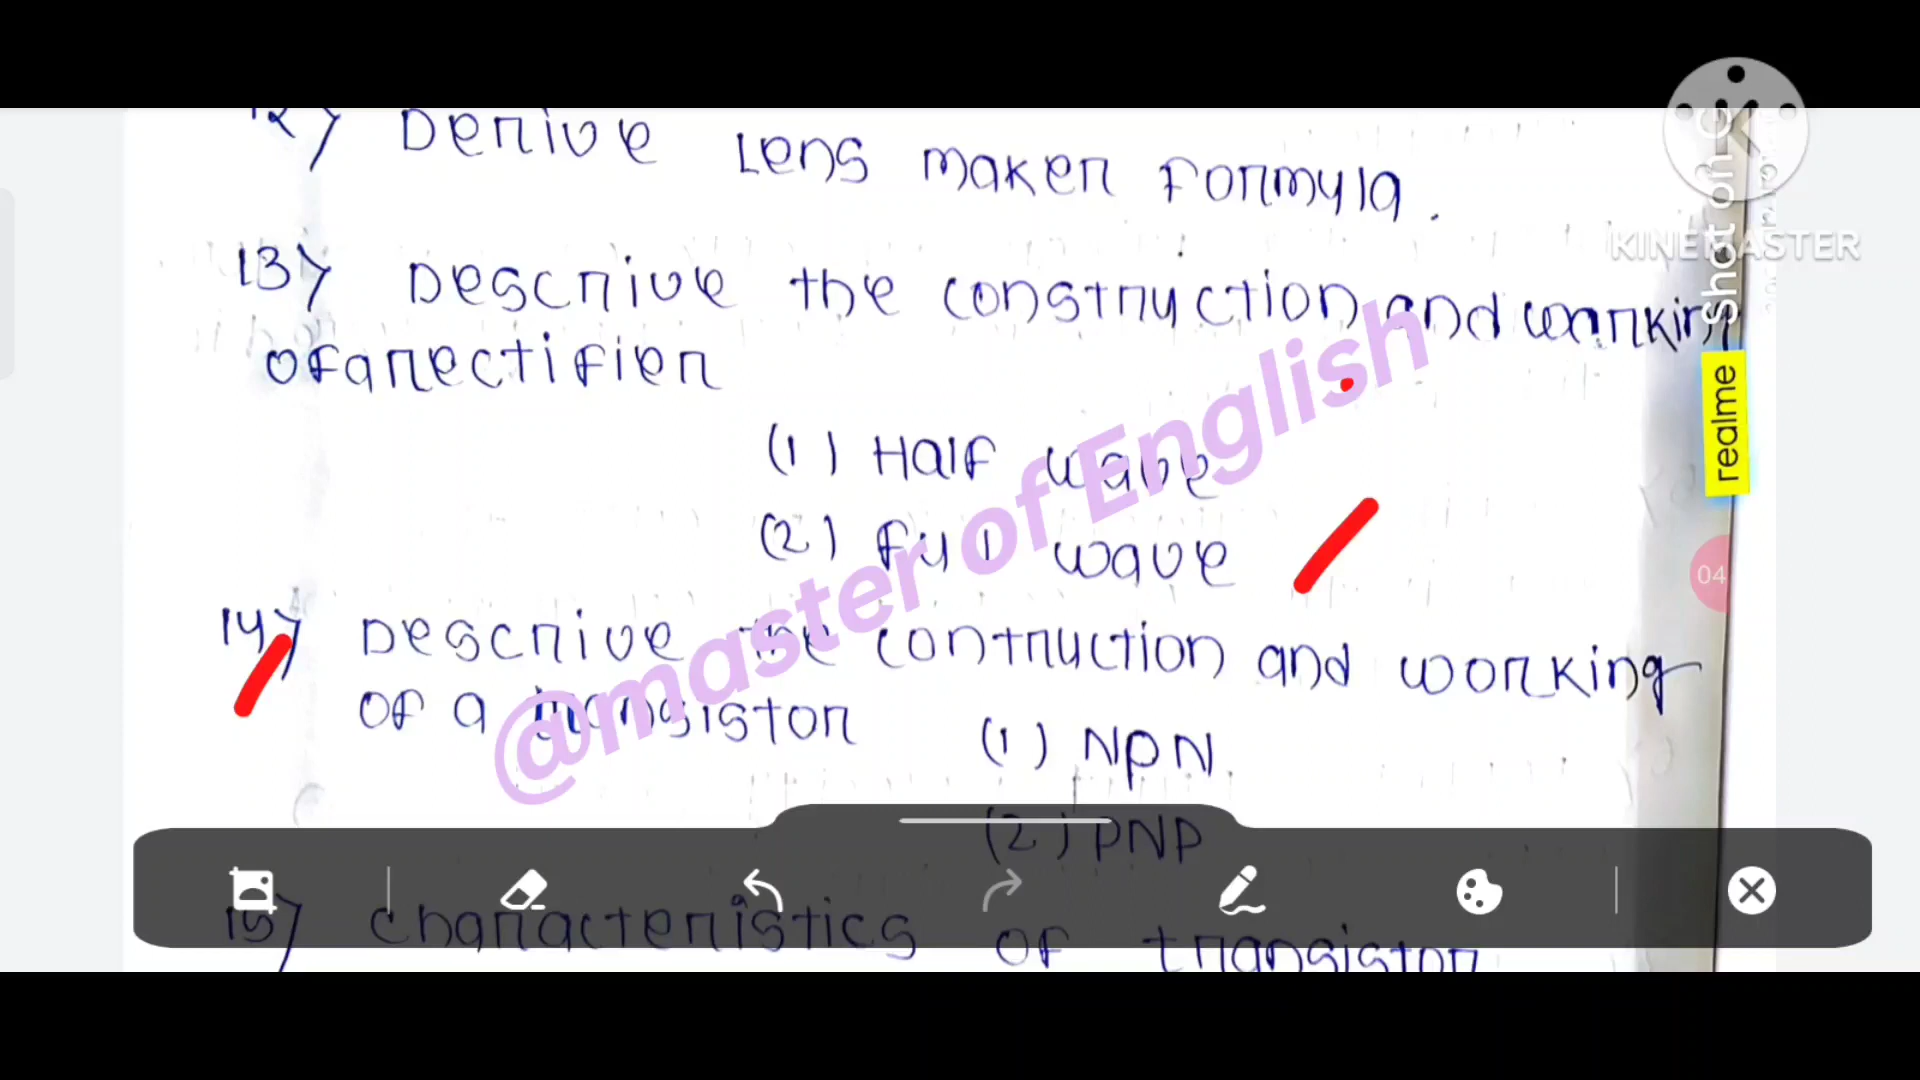 12) Derive Lens maker formula.
13) Descrive the construction and working
of a rectifier
(1) Half wave
(2) full wave
14) Descrive the contruction and working
of a transistor
(1) NPN
(2) PNP
15) characteristics of transistor
@master of English
KINEMASTER
Shot on
realme
04